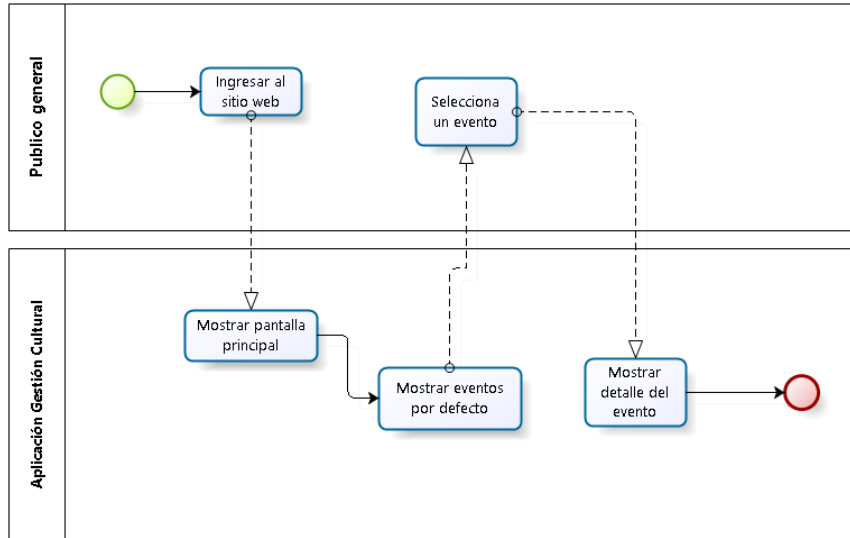 Publico general
Ingresar al
sitio web
Selecciona
un evento
Aplicación Gestión Cultural
Mostrar pantalla
principal
Mostrar eventos
por defecto
Mostrar
detalle del
evento